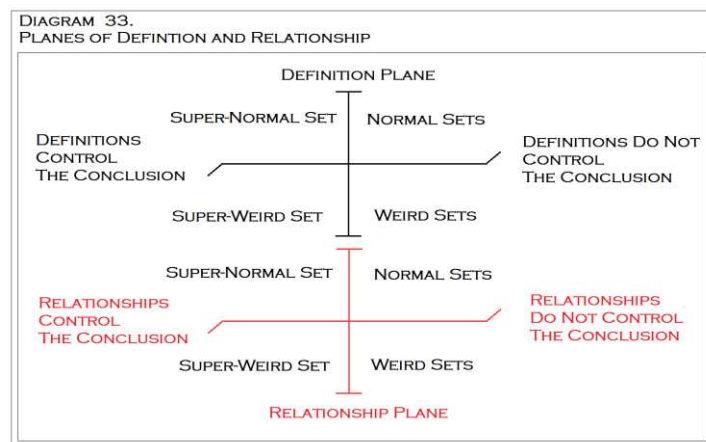 DIAGRAM 33.
PLANES OF DEFINTION AND RELATIONSHIP
DEFINITION PLANE
SUPER-NORMAL SET
NORMAL SETS
DEFINITIONS
CONTROL
THE CONCLUSION
DEFINITIONS DO NOT
CONTROL
THE CONCLUSION
SUPER-WEIRD SET
WEIRD SETS
SUPER-NORMAL SET
NORMAL SETS
RELATIONSHIPS
CONTROL
THE CONCLUSION
RELATIONSHIPS
DO NOT CONTROL
THE CONCLUSION
SUPER-WEIRD SET
WEIRD SETS
RELATIONSHIP PLANE